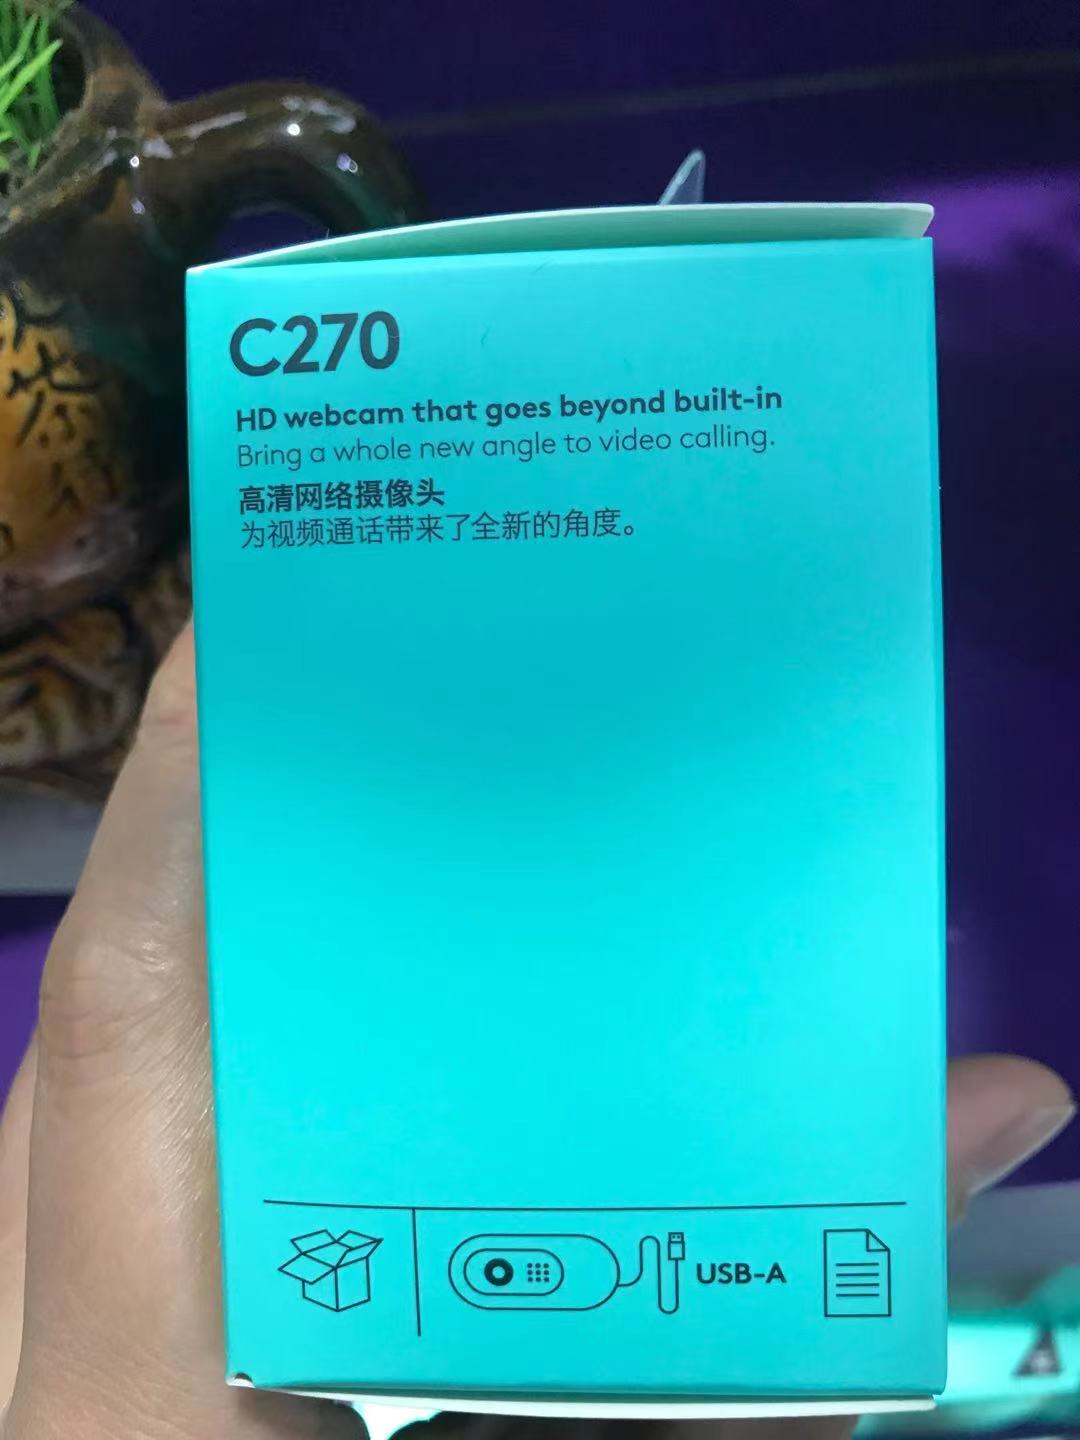 C270
HD webcam that goes beyond built-in
Bring a whole new angle to video calling.
高清网络摄像头
为视频通话带来了全新的角度。
USB-A
茶